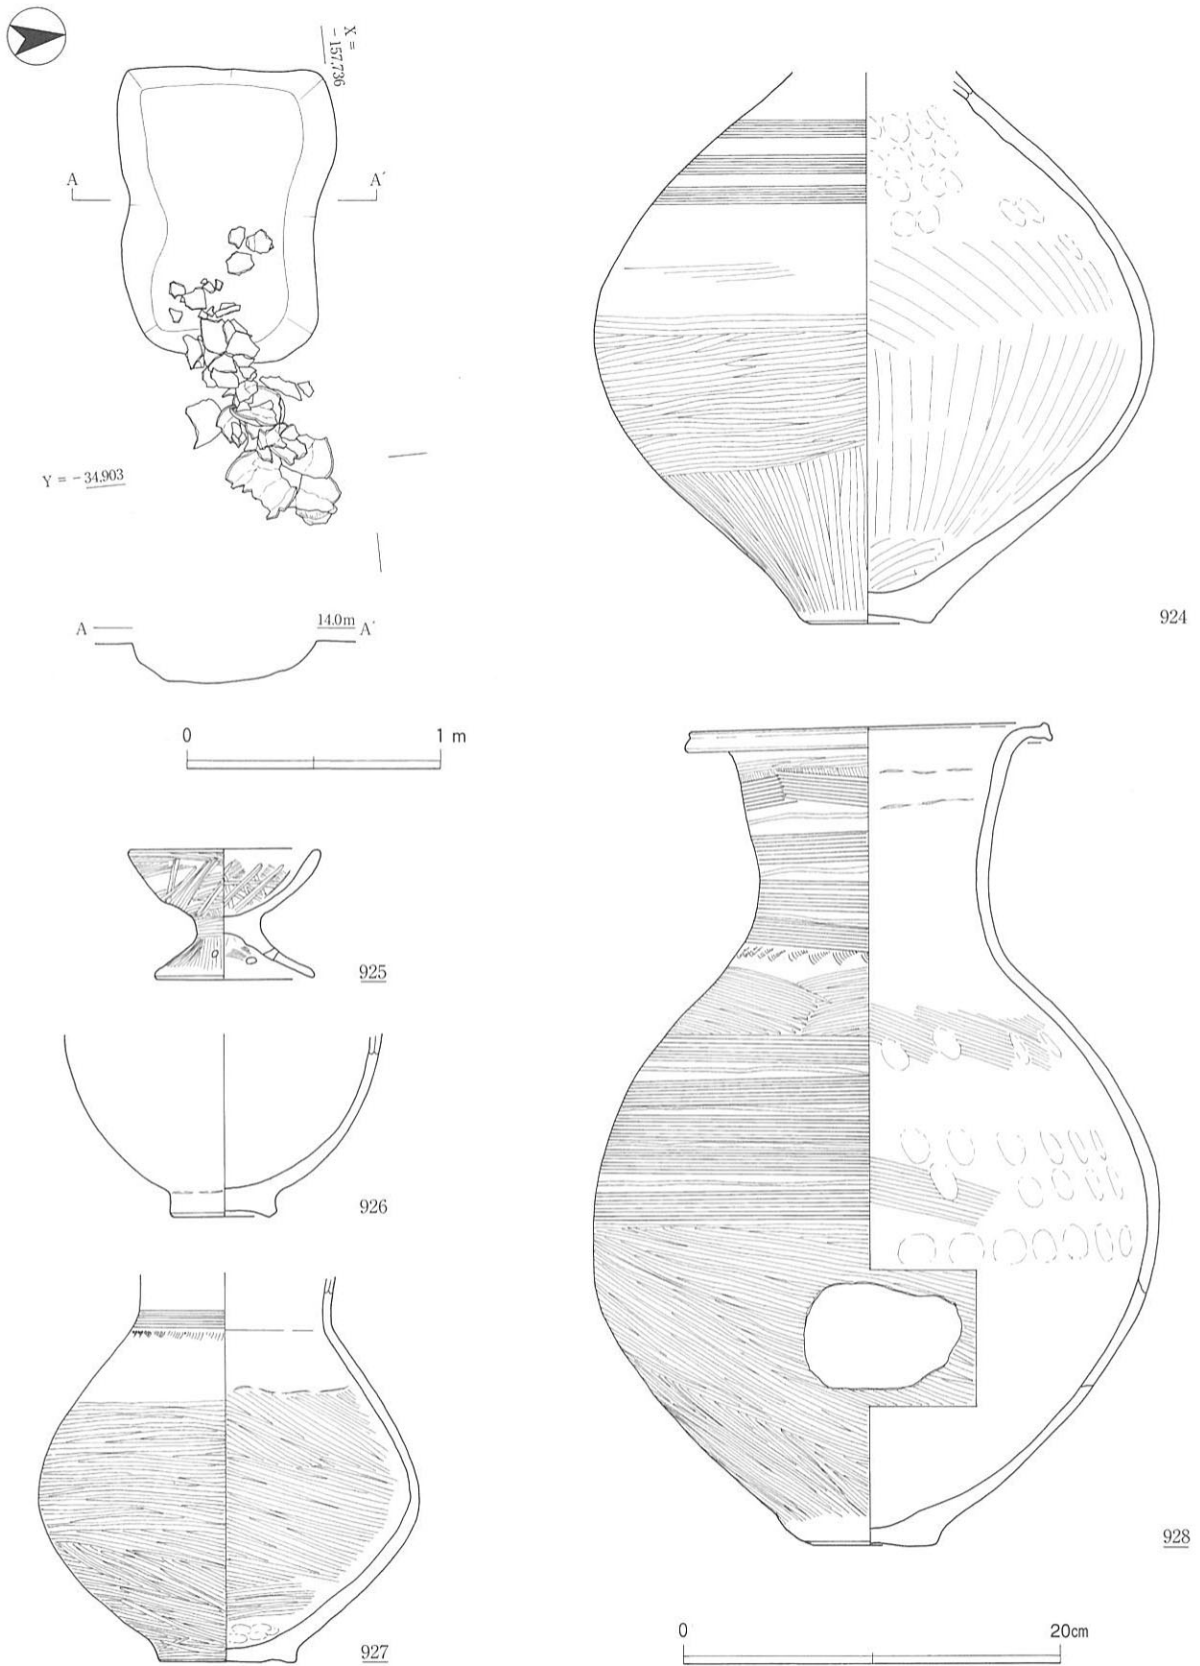 X =
-157,736
A A´
Y = -34,903
14.0m
A A´
0 1 m
924
925
926
927
928
0 20cm